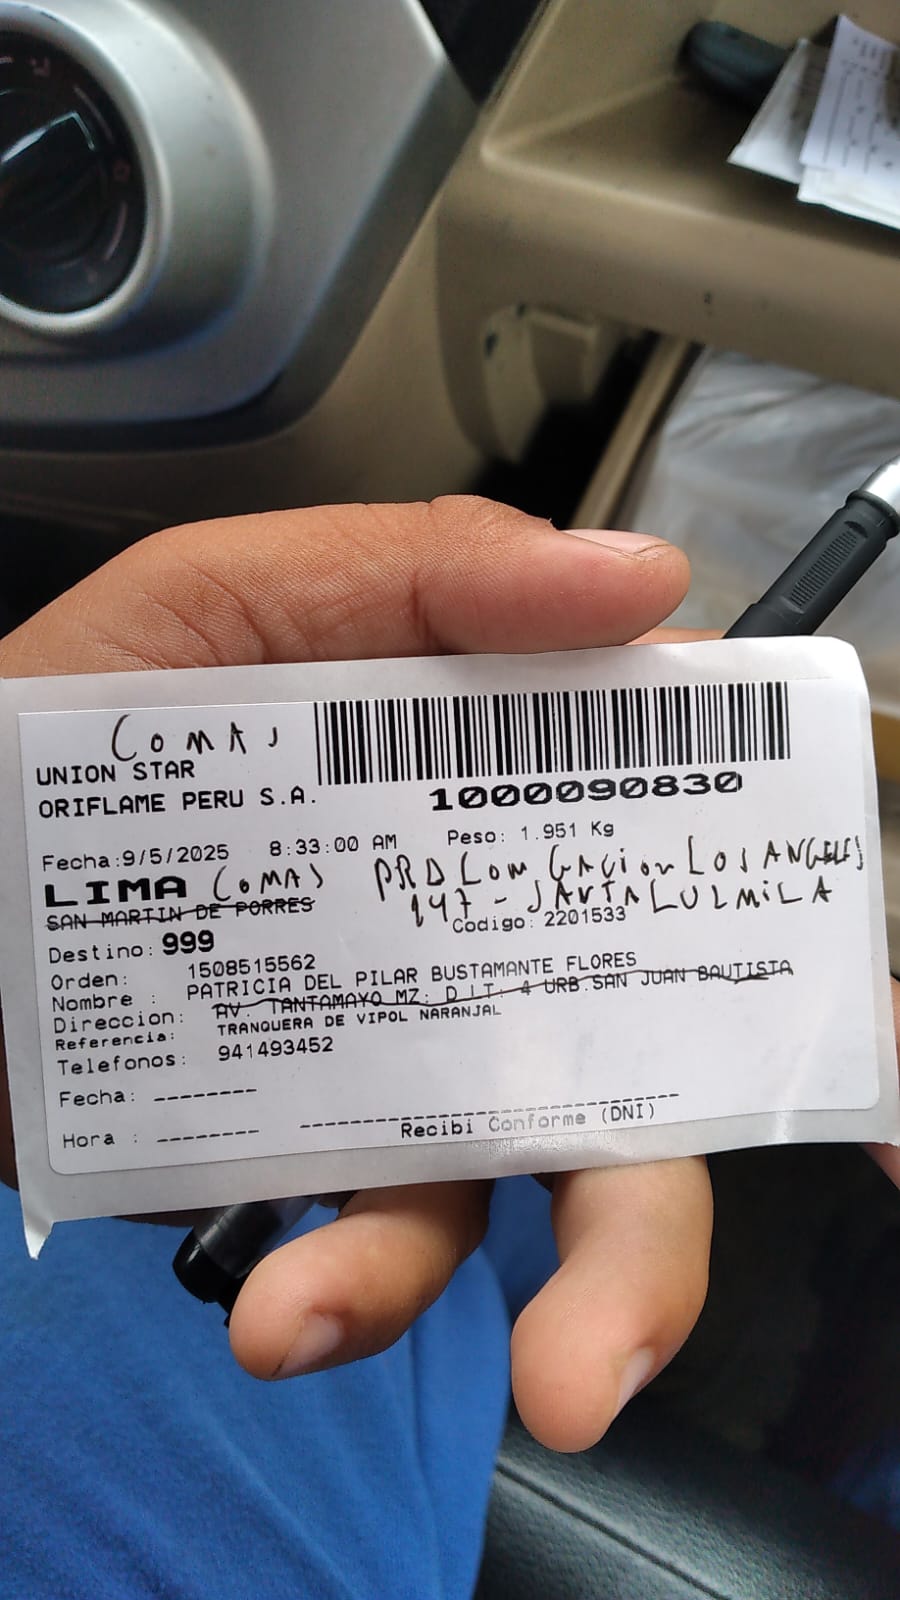 COMAS
UNION STAR
ORIFLAME PERU S.A.
1000090830
Fecha:9/5/2025 8:33:00 AM Peso: 1.951 Kg
LIMA COMAS PRD LOS ANGELES
SAN MARTIN DE PORRES 147 - SANTA LUZMILA
Destino: 999 Codigo: 2201533
Orden: 1508515562
Nombre : PATRICIA DEL PILAR BUSTAMANTE FLORES
Direccion: AV. TANTAMAYO MZ: D LT: 4 URB.SAN JUAN BAUTISTA
Referencia: TRANQUERA DE VIPOL NARANJAL
Telefonos: 941493452
Fecha: --------
Hora : -------- Recibi Conforme (DNI)